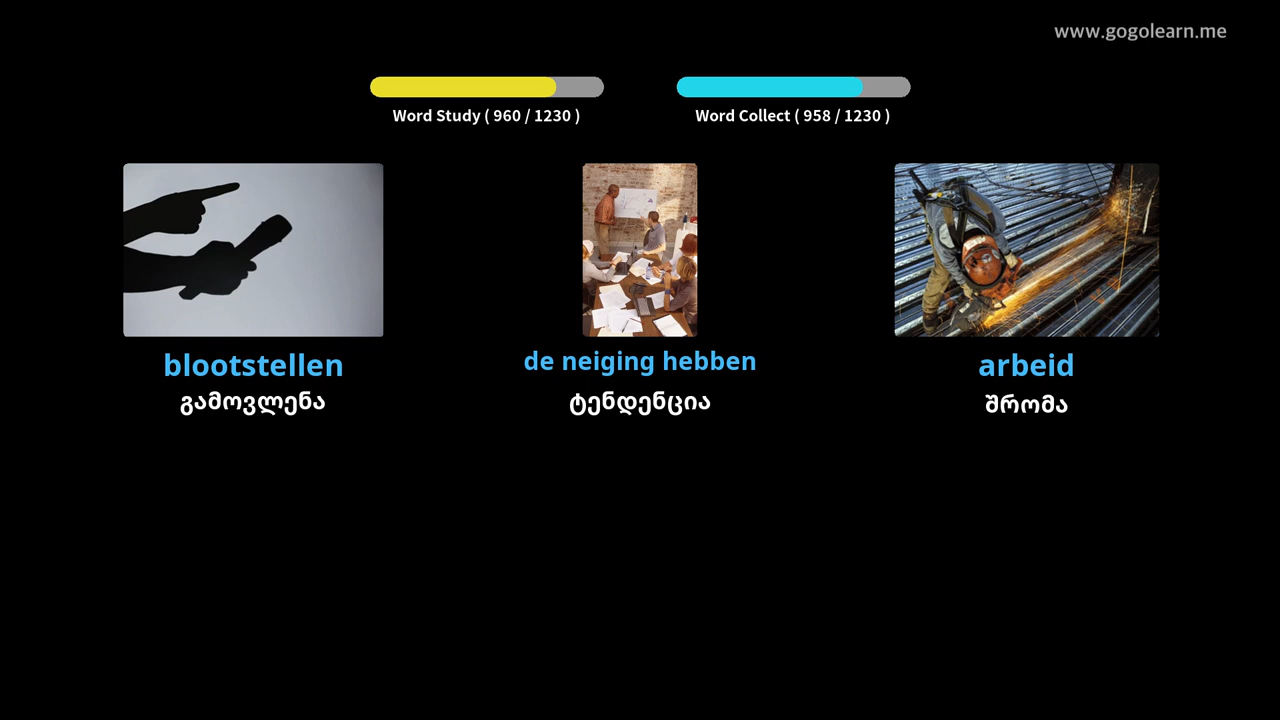 www.gogolearn.me
Word Study ( 960 / 1230 )
Word Collect ( 958 / 1230 )
blootstellen
de neiging hebben
arbeid
გამოვლენა
ტენდენცია
შრომა